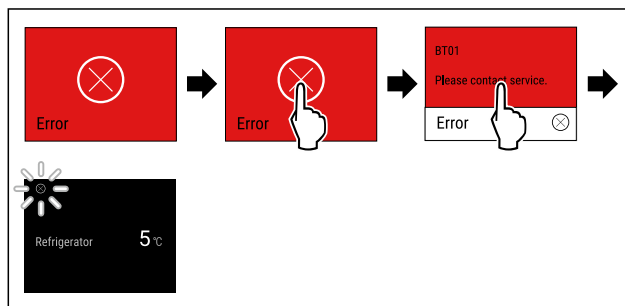 Error
Error
BT01
Please contact service.
Error
Refrigerator 5 °C